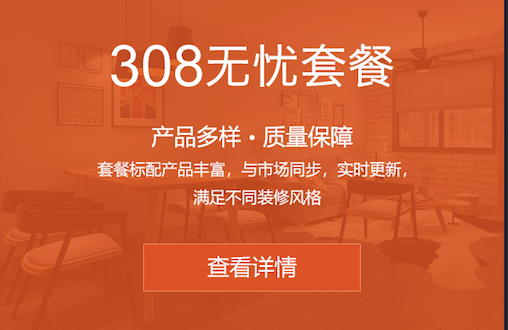 308无忧套餐
产品多样·质量保障
套餐标配产品丰富，与市场同步，实时更新，
满足不同装修风格
查看详情